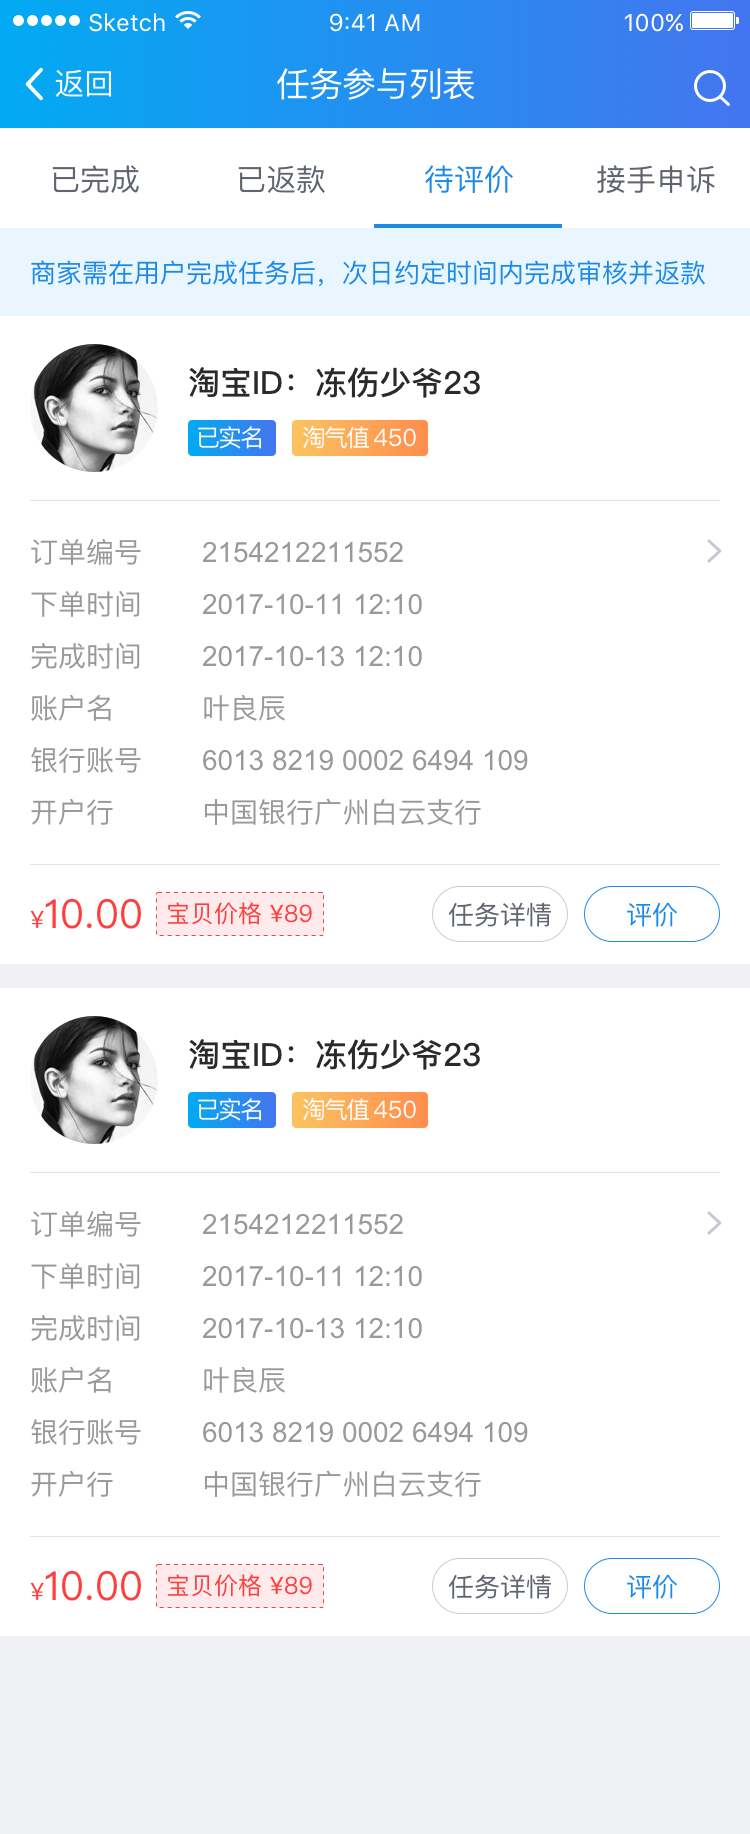 Sketch 9:41 AM 100%
返回 任务参与列表
已完成 已返款 待评价 接手申诉
商家需在用户完成任务后，次日约定时间内完成审核并返款
淘宝ID：冻伤少爷23
已实名 淘气值450
订单编号 2154212211552
下单时间 2017-10-11 12:10
完成时间 2017-10-13 12:10
账户名 叶良辰
银行账号 6013 8219 0002 6494 109
开户行 中国银行广州白云支行
¥10.00 宝贝价格 ¥89 任务详情 评价
淘宝ID：冻伤少爷23
已实名 淘气值450
订单编号 2154212211552
下单时间 2017-10-11 12:10
完成时间 2017-10-13 12:10
账户名 叶良辰
银行账号 6013 8219 0002 6494 109
开户行 中国银行广州白云支行
¥10.00 宝贝价格 ¥89 任务详情 评价